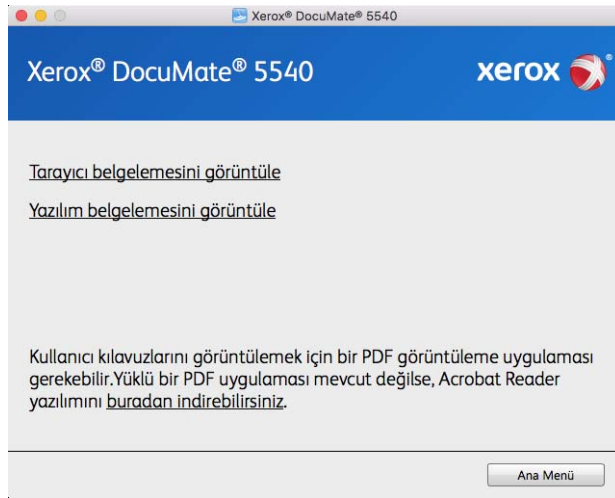 Xerox® DocuMate® 5540
Xerox® DocuMate® 5540
xerox®
Tarayıcı belgelemesini görüntüle
Yazılım belgelemesini görüntüle
Kullanıcı kılavuzlarını görüntülemek için bir PDF görüntüleme uygulaması
gerekebilir.Yüklü bir PDF uygulaması mevcut değilse, Acrobat Reader
yazılımını buradan indirebilirsiniz.
Ana Menü